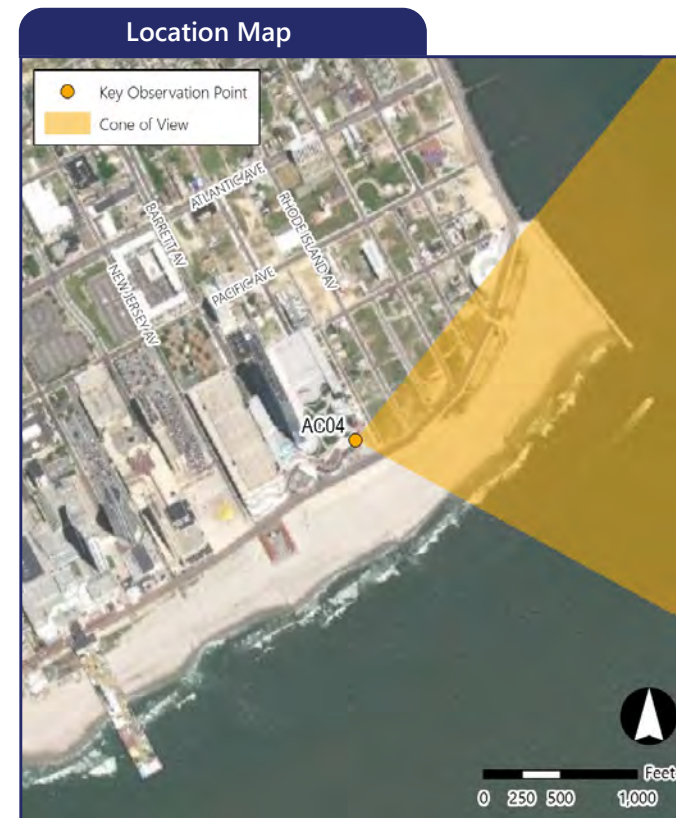 Location Map
Key Observation Point
Cone of View
ATLANTIC AVE
BARRETT AV
RHODE ISLAND AV
PACIFIC AVE
NEW JERSEY AV
AC04
Feet
0 250 500 1,000